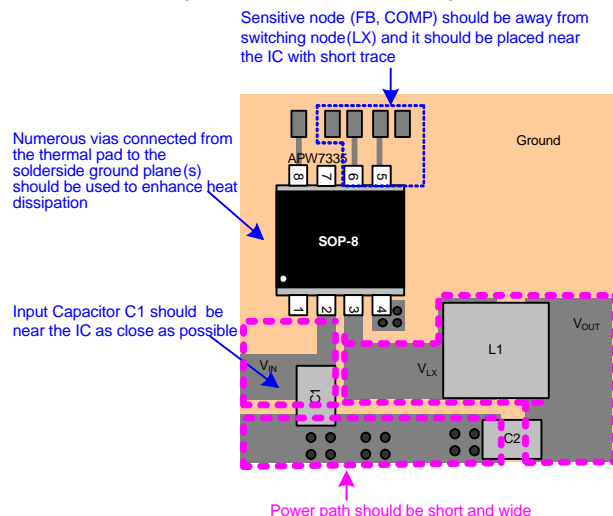 Sensitive node (FB, COMP) should be away from
switching node(LX) and it should be placed near
the IC with short trace
Ground
Numerous vias connected from
the thermal pad to the
solderside ground plane(s)
should be used to enhance heat
dissipation
APW7335
8 7 6 5
SOP-8
1 2 3 4
Input Capacitor C1 should be
near the IC as close as possible
VIN
C1
VLX
L1
VOUT
C2
Power path should be short and wide